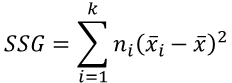 SSG = \sum_{i=1}^{k} n_i(\bar{x}_i - \bar{x})^2